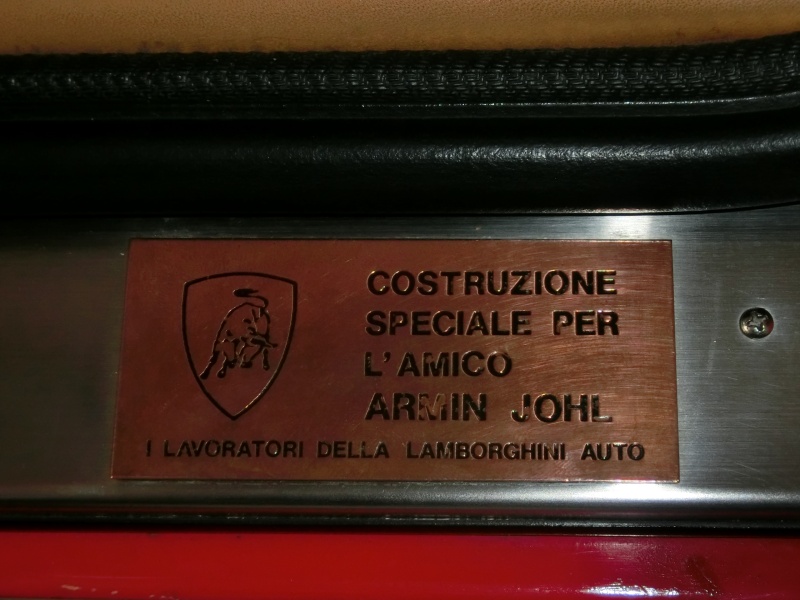 COSTRUZIONE
SPECIALE PER
L'AMICO
ARMIN JOHL
I LAVORATORI DELLA LAMBORGHINI AUTO